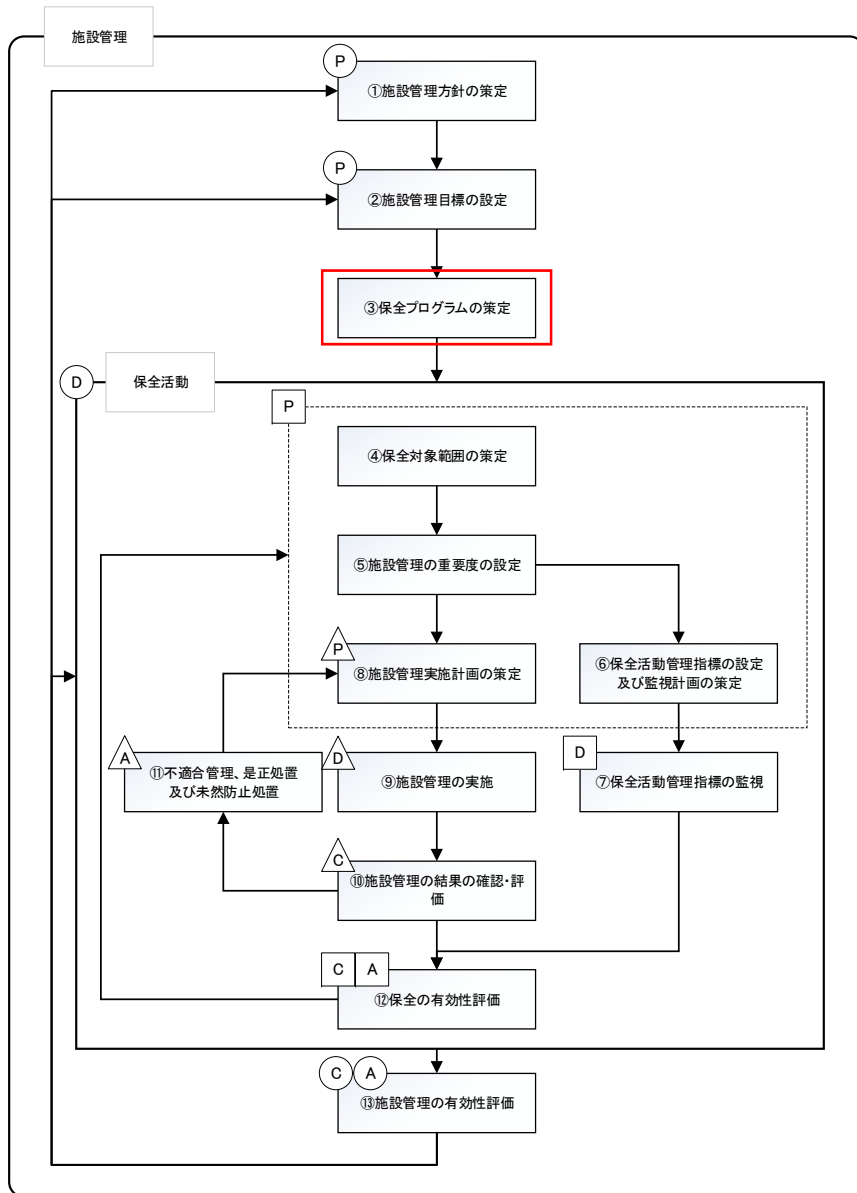 施設管理
P
①施設管理方針の策定
P
②施設管理目標の設定
③保全プログラムの策定
D
保全活動
P
④保全対象範囲の策定
⑤施設管理の重要度の設定
P
⑧施設管理実施計画の策定
⑥保全活動管理指標の設定
及び監視計画の策定
A
⑪不適合管理、是正処置
及び未然防止処置
D
⑨施設管理の実施
D
⑦保全活動管理指標の監視
C
⑩施設管理の結果の確認・評
価
C A
⑫保全の有効性評価
C A
⑬施設管理の有効性評価